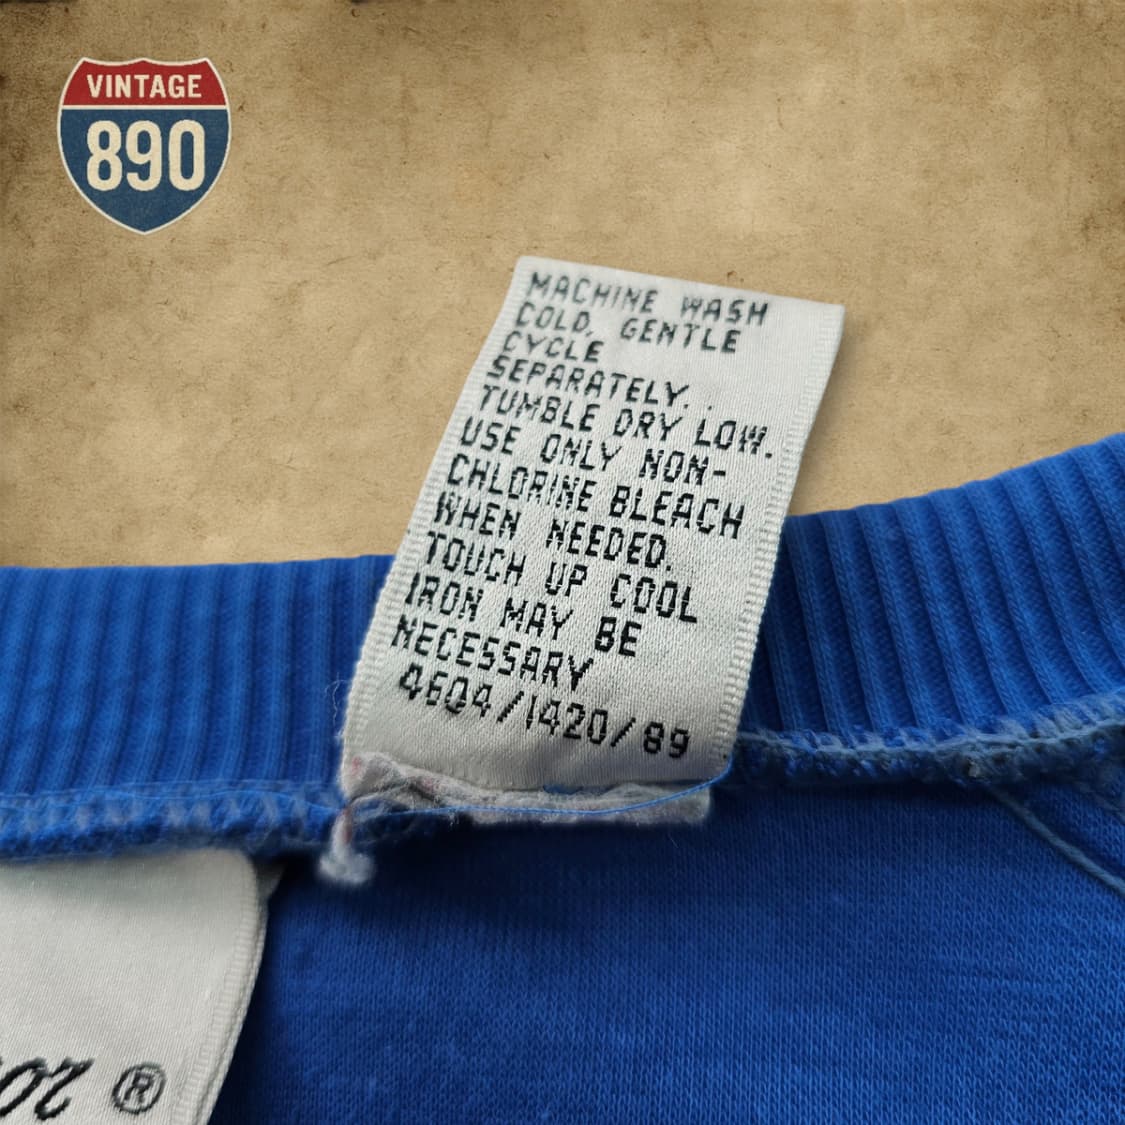 VINTAGE
890
MACHINE WASH
COLD, GENTLE
CYCLE
SEPARATELY.
TUMBLE DRY LOW.
USE ONLY NON-
CHLORINE BLEACH
WHEN NEEDED.
TOUCH UP COOL
IRON MAY BE
NECESSARY
4604/1420/89
®